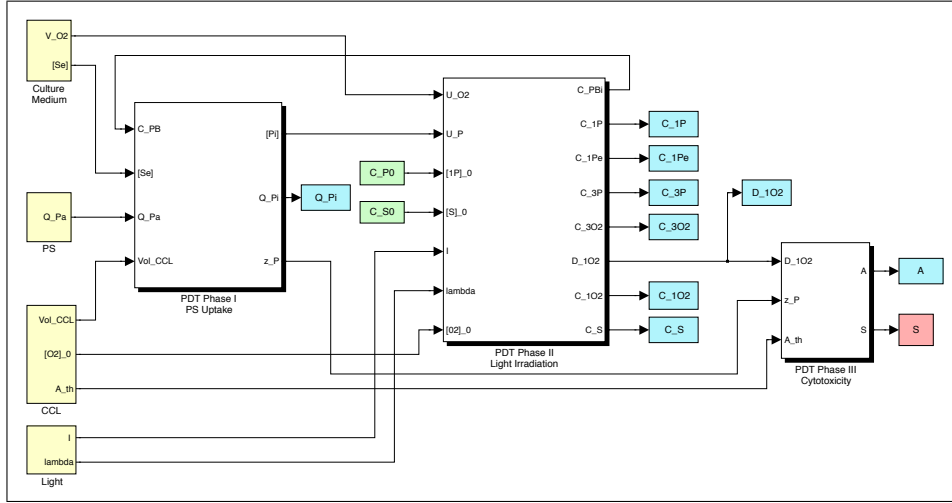 V_O2
[Se]
Culture
Medium
Q_Pa
PS
Vol_CCL
[O2]_0
A_th
CCL
I
lambda
Light
C_PB
[Se]
Q_Pa
Vol_CCL
[Pi]
Q_Pi
z_P
PDT Phase I
PS Uptake
Q_Pi
C_P0
C_S0
U_O2
U_P
[1P]_0
[S]_0
I
lambda
[02]_0
C_PBi
C_1P
C_1Pe
C_3P
C_3O2
D_1O2
C_1O2
C_S
PDT Phase II
Light Irradiation
C_1P
C_1Pe
C_3P
C_3O2
D_1O2
C_1O2
C_S
D_1O2
z_P
A_th
A
S
PDT Phase III
Cytotoxicity
A
S